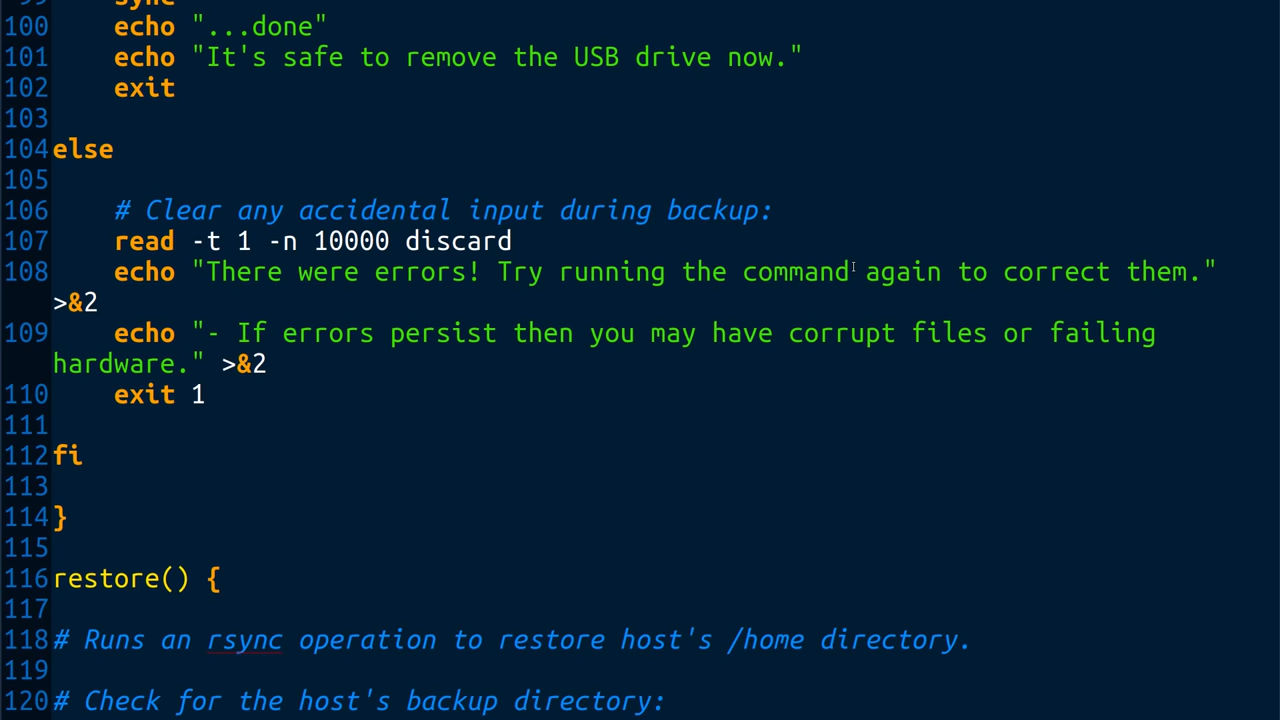 99 sync
100 echo "...done"
101 echo "It's safe to remove the USB drive now."
102 exit
103
104 else
105
106 # Clear any accidental input during backup:
107 read -t 1 -n 10000 discard
108 echo "There were errors! Try running the command again to correct them."
>&2
109 echo "- If errors persist then you may have corrupt files or failing
hardware." >&2
110 exit 1
111
112 fi
113
114 }
115
116 restore() {
117
118 # Runs an rsync operation to restore host's /home directory.
119
120 # Check for the host's backup directory: